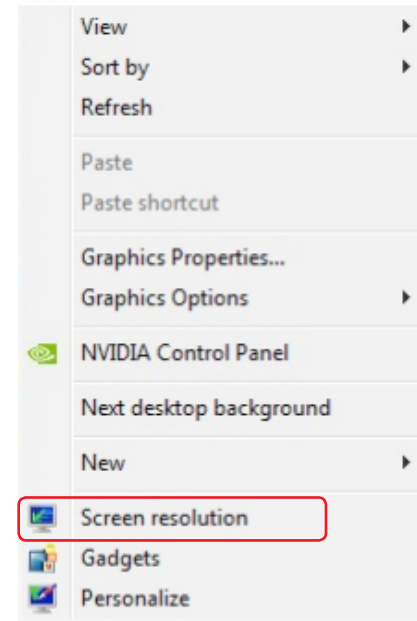 View
Sort by
Refresh
Paste
Paste shortcut
Graphics Properties...
Graphics Options
NVIDIA Control Panel
Next desktop background
New
Screen resolution
Gadgets
Personalize